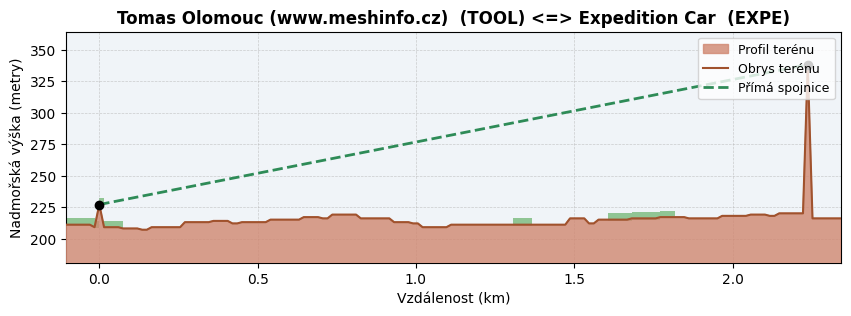 Tomas Olomouc (www.meshinfo.cz)  (TOOL) <=> Expedition Car  (EXPE)
Nadmořská výška (metry)
350
325
300
275
250
225
200
Profil terénu
Obrys terénu
Přímá spojnice
0.0
0.5
1.0
1.5
2.0
Vzdálenost (km)